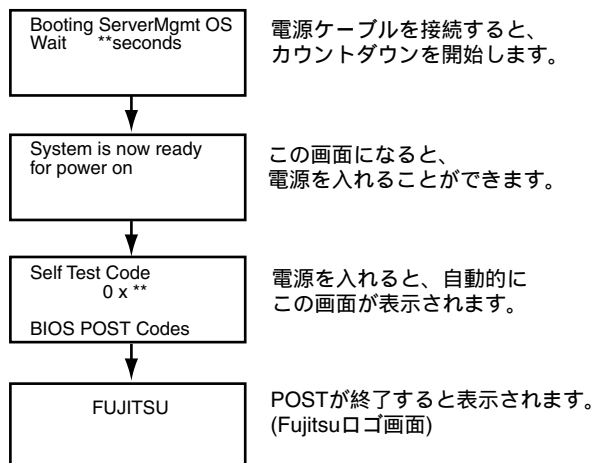 Booting ServerMgmt OS
Wait **seconds
電源ケーブルを接続すると、
カウントダウンを開始します。
System is now ready
for power on
この画面になると、
電源を入れることができます。
Self Test Code
0 x **
BIOS POST Codes
電源を入れると、自動的に
この画面が表示されます。
FUJITSU
POSTが終了すると表示されます。
(Fujitsuロゴ画面)